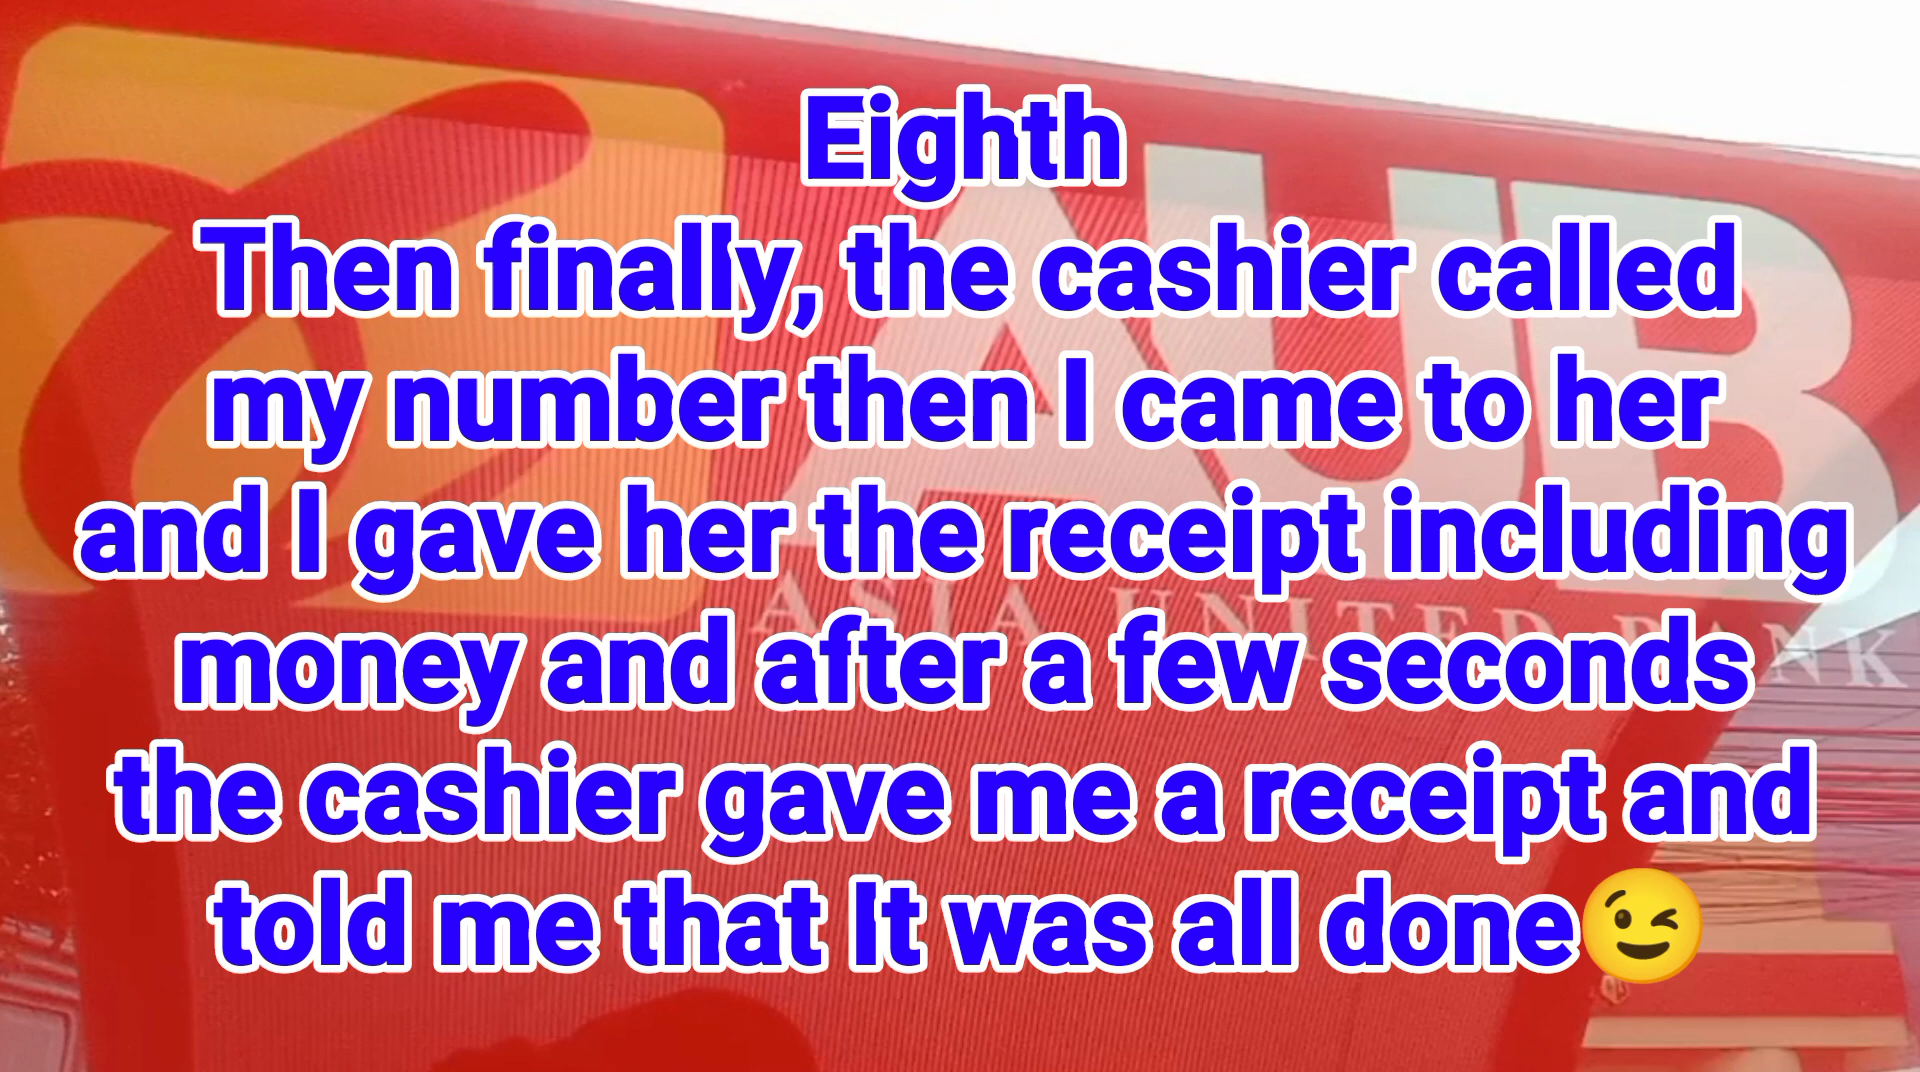 Eighth
Then finally, the cashier called
my number then I came to her
and I gave her the receipt including
money and after a few seconds
the cashier gave me a receipt and
told me that It was all done😉
AUB
ASIA UNITED BANK